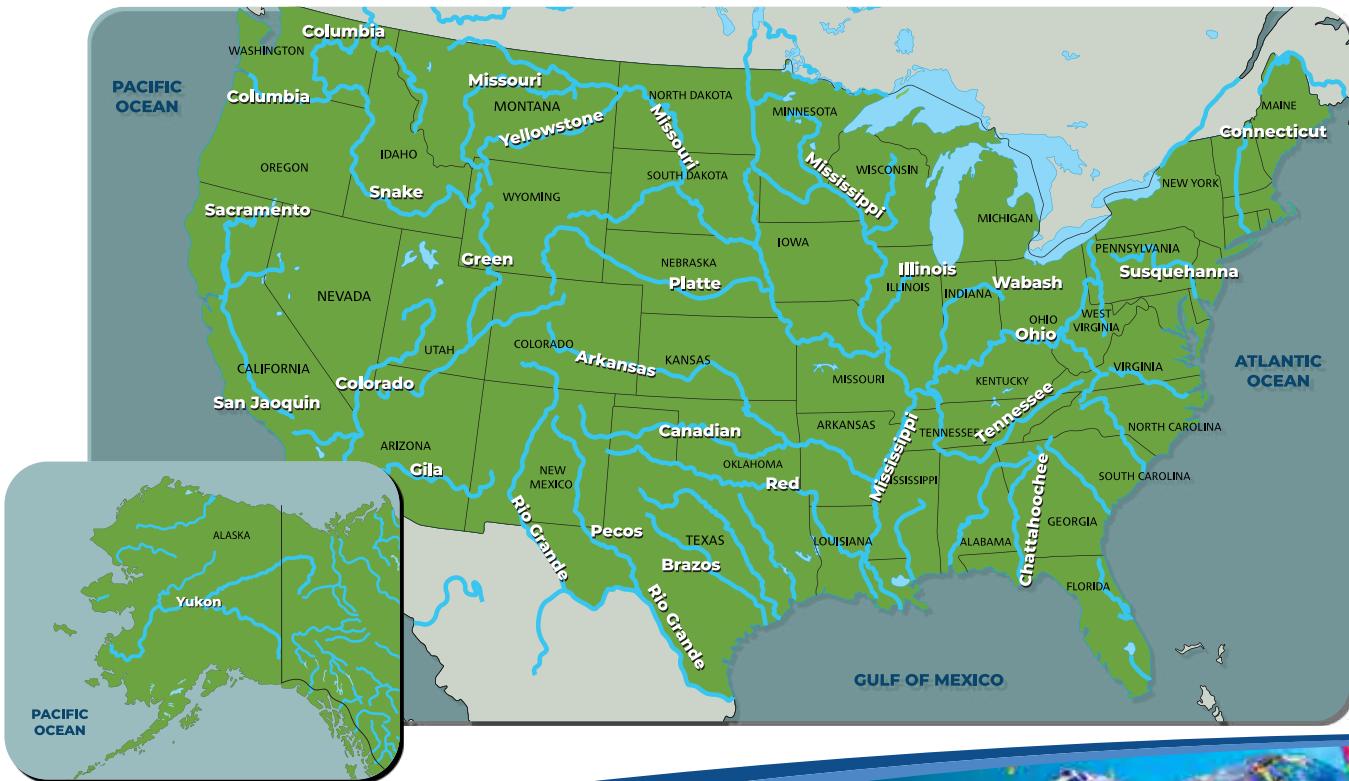 Columbia
WASHINGTON
PACIFIC
OCEAN
Columbia
Missouri
MONTANA
NORTH DAKOTA
MINNESOTA
MAINE
Connecticut
Yellowstone
Missouri
OREGON
IDAHO
SOUTH DAKOTA
Mississippi
WISCONSIN
NEW YORK
Snake
WYOMING
MICHIGAN
Sacramento
IOWA
PENNSYLVANIA
Green
NEBRASKA
Platte
Illinois
ILLINOIS
INDIANA
Wabash
Susquehanna
NEVADA
OHIO
WEST
VIRGINIA
Ohio
UTAH
COLORADO
Arkansas
KANSAS
CALIFORNIA
Colorado
MISSOURI
KENTUCKY
VIRGINIA
ATLANTIC
OCEAN
San Jaoquin
Tennessee
Canadian
ARKANSAS
Mississippi
TENNESSEE
NORTH CAROLINA
ARIZONA
Gila
NEW
MEXICO
OKLAHOMA
Red
SSISSIPPI
SOUTH CAROLINA
Rio Grande
Pecos
TEXAS
LOUISIANA
ALABAMA
Chattahoochee
GEORGIA
Brazos
FLORIDA
Rio Grande
GULF OF MEXICO
ALASKA
Yukon
PACIFIC
OCEAN